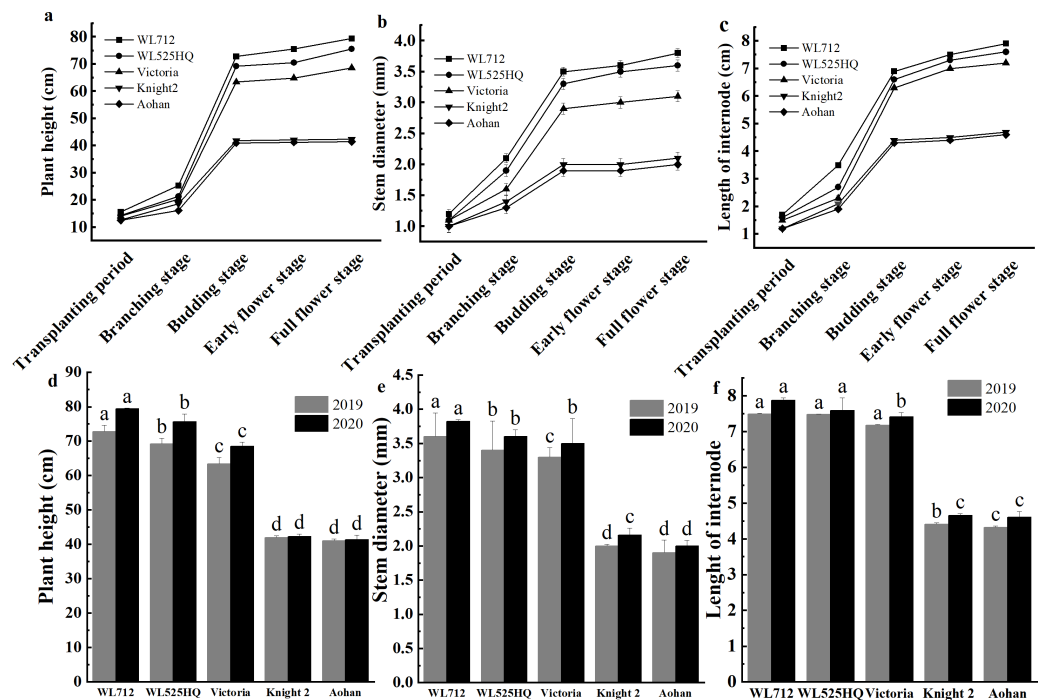 a
Plant height (cm)
80
70
60
50
40
30
20
10
WL712
WL525HQ
Victoria
Knight2
Aohan
Transplanting period
Branching stage
Budding stage
Early flower stage
Full flower stage
b
Stem diameter (mm)
4.0
3.5
3.0
2.5
2.0
1.5
1.0
WL712
WL525HQ
Victoria
Knight2
Aohan
Transplanting period
Branching stage
Budding stage
Early flower stage
Full flower stage
c
Length of internode (cm)
8
7
6
5
4
3
2
1
WL712
WL525HQ
Victoria
Knight2
Aohan
Transplanting period
Branching stage
Budding stage
Early flower stage
Full flower stage
d
Plant height (cm)
90
80
70
60
50
40
30
20
10
0
2019
2020
a a b b c c d d d d
WL712 WL525HQ Victoria Knight 2 Aohan
e
Stem diameter (mm)
4.5
4.0
3.5
3.0
2.5
2.0
1.5
1.0
0.5
0.0
2019
2020
a a b b c a d c d d
WL712 WL525HQ Victoria Knight 2 Aohan
f
Lenght of internode
8
7
6
5
4
3
2
1
0
2019
2020
a a a a a b b c c c
WL712 WL525HQ Victoria Knight 2 Aohan